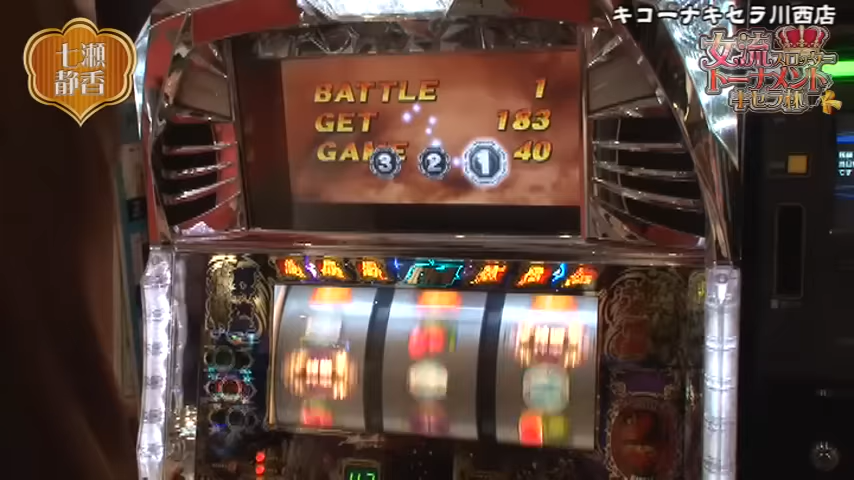 キコーナキセラ川西店
七瀬
静香
女流スロッター
トーナメント
キセラ杯
BATTLE 1
GET 183
GAME 40
3 2 1